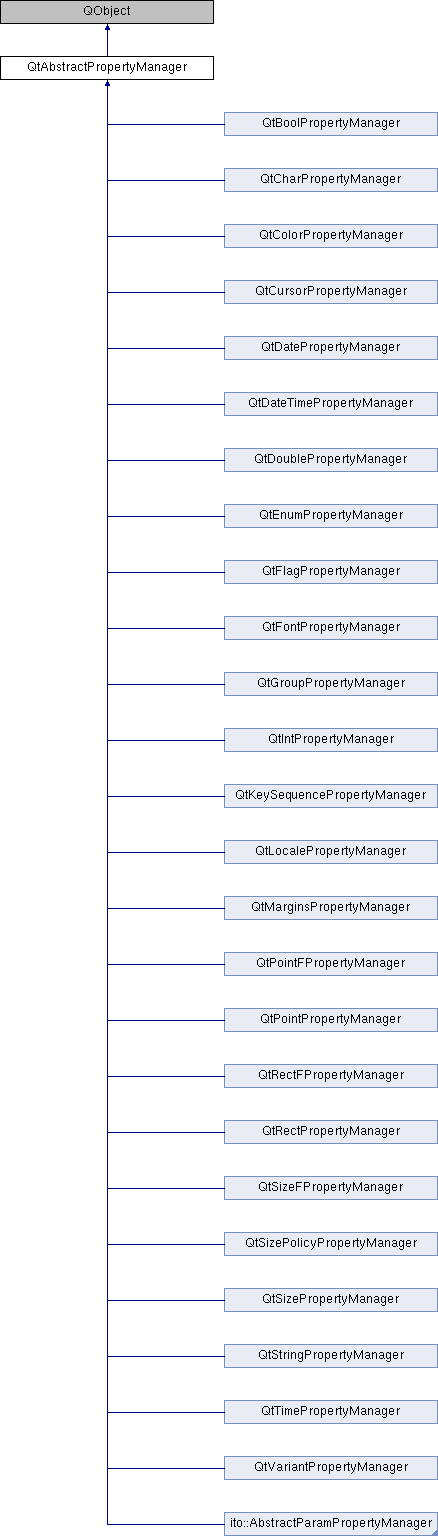 QObject
QtAbstractPropertyManager
QtBoolPropertyManager
QtCharPropertyManager
QtColorPropertyManager
QtCursorPropertyManager
QtDatePropertyManager
QtDateTimePropertyManager
QtDoublePropertyManager
QtEnumPropertyManager
QtFlagPropertyManager
QtFontPropertyManager
QtGroupPropertyManager
QtIntPropertyManager
QtKeySequencePropertyManager
QtLocalePropertyManager
QtMarginsPropertyManager
QtPointFPropertyManager
QtPointPropertyManager
QtRectFPropertyManager
QtRectPropertyManager
QtSizeFPropertyManager
QtSizePolicyPropertyManager
QtSizePropertyManager
QtStringPropertyManager
QtTimePropertyManager
QtVariantPropertyManager
ito::AbstractParamPropertyManager